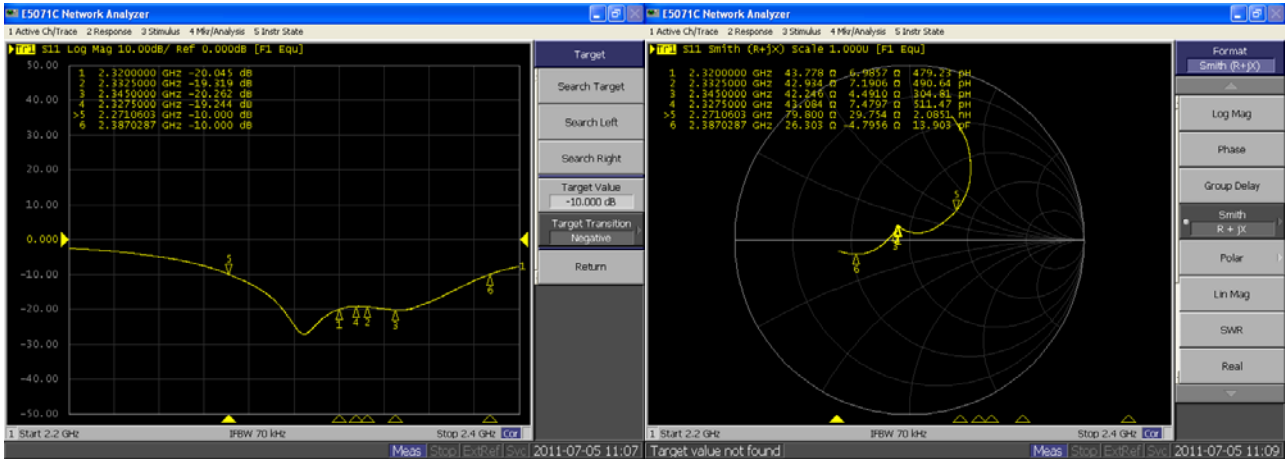 E5071C Network Analyzer
1 Active Ch/Trace 2 Response 3 Stimulus 4 Mkr/Analysis 5 Instr State
Tr1 S11 Log Mag 10.00dB/ Ref 0.000dB [F1 Equ]
50.00
40.00
30.00
20.00
10.00
0.000
-10.00
-20.00
-30.00
-40.00
-50.00
1 2.3200000 GHz -20.045 dB
2 2.3325000 GHz -19.319 dB
3 2.3450000 GHz -20.262 dB
4 2.3275000 GHz -19.244 dB
>5 2.2710603 GHz -10.000 dB
6 2.3870287 GHz -10.000 dB
5
1 4 2 3
6
1
Target
Search Target
Search Left
Search Right
Target Value
-10.000 dB
Target Transition
Negative
Return
1 Start 2.2 GHz IFBW 70 kHz Stop 2.4 GHz Cor
Meas Stop ExtRef Svc 2011-07-05 11:07
E5071C Network Analyzer
1 Active Ch/Trace 2 Response 3 Stimulus 4 Mkr/Analysis 5 Instr State
Tr1 S11 Smith (R+jX) Scale 1.000U [F1 Equ]
1 2.3200000 GHz 43.778 Ω 6.9857 Ω 479.23 pH
2 2.3325000 GHz 42.934 Ω 7.1906 Ω 490.64 pH
3 2.3450000 GHz 42.246 Ω 4.4910 Ω 304.81 pH
4 2.3275000 GHz 43.084 Ω 7.4797 Ω 511.47 pH
>5 2.2710603 GHz 79.800 Ω 29.754 Ω 2.0851 nH
6 2.3870287 GHz 26.303 Ω -4.7956 Ω 13.903 pF
5
6
Format
Smith (R+jX)
Log Mag
Phase
Group Delay
Smith
R + jX
Polar
Lin Mag
SWR
Real
1 Start 2.2 GHz IFBW 70 kHz Stop 2.4 GHz Cor
Target value not found Meas Stop ExtRef Svc 2011-07-05 11:09